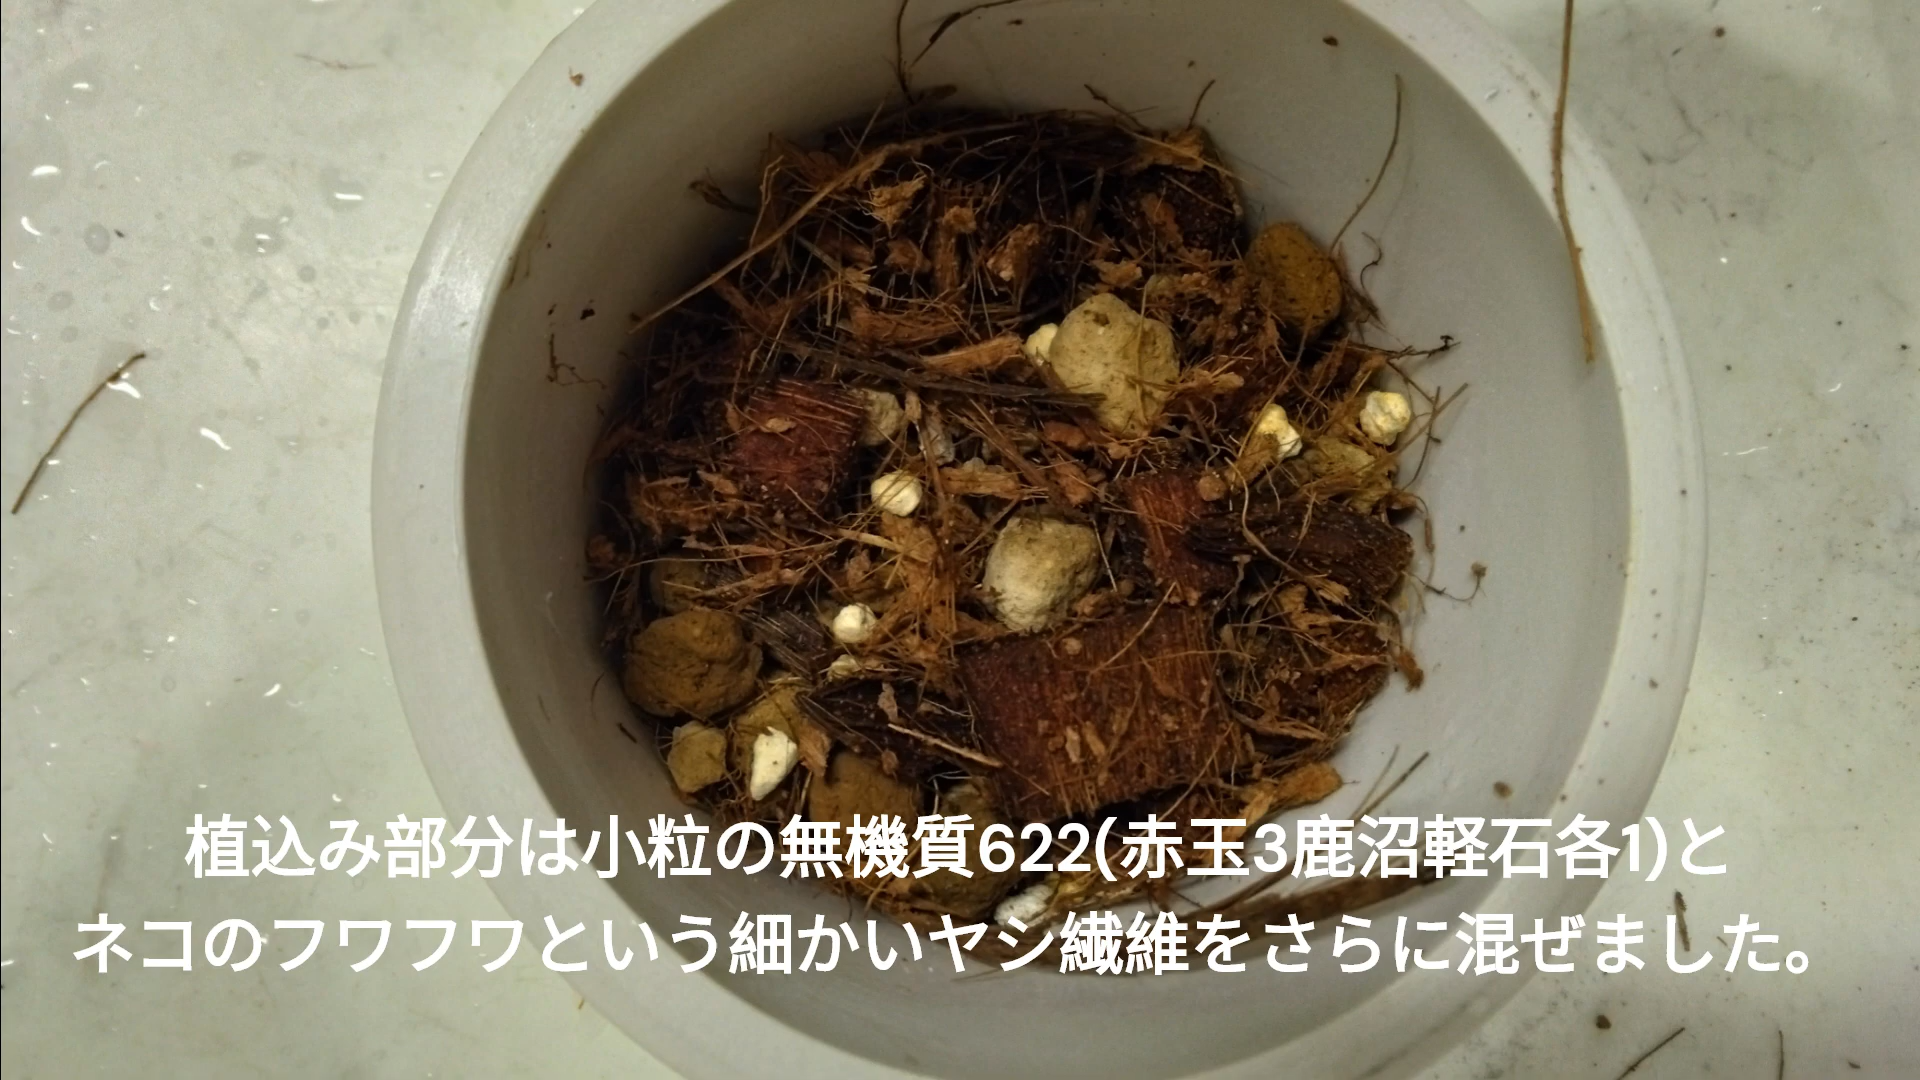 植込み部分は小粒の無機質622(赤玉3鹿沼軽石各1)と
ネコのフワフワという細かいヤシ繊維をさらに混ぜました。